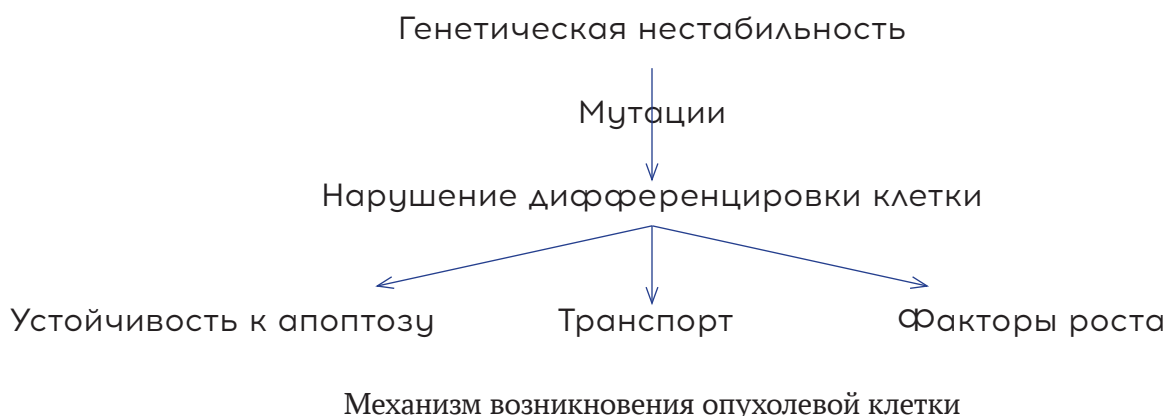 Генетическая нестабильность
Мутации
Нарушение дифференцировки клетки
Устойчивость к апоптозу Транспорт Факторы роста
Механизм возникновения опухолевой клетки